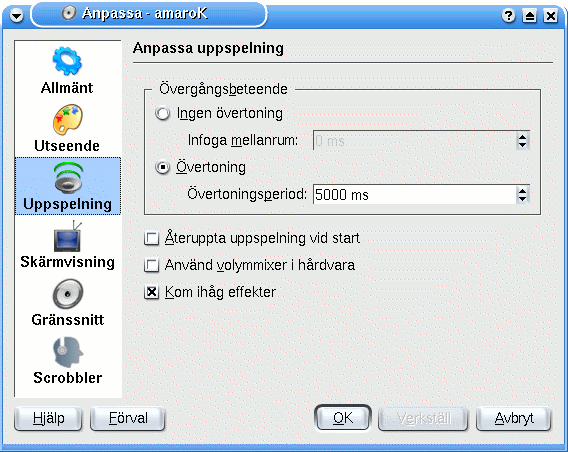 Anpassa - amaroK
Allmänt
Utseende
Uppspelning
Skärmvisning
Gränssnitt
Scrobbler
Anpassa uppspelning
Övergångsbeteende
Ingen övertoning
Infoga mellanrum: 0 ms
Övertoning
Övertoningsperiod: 5000 ms
Återuppta uppspelning vid start
Använd volymmixer i hårdvara
Kom ihåg effekter
Hjälp Förval OK Verkställ Avbryt